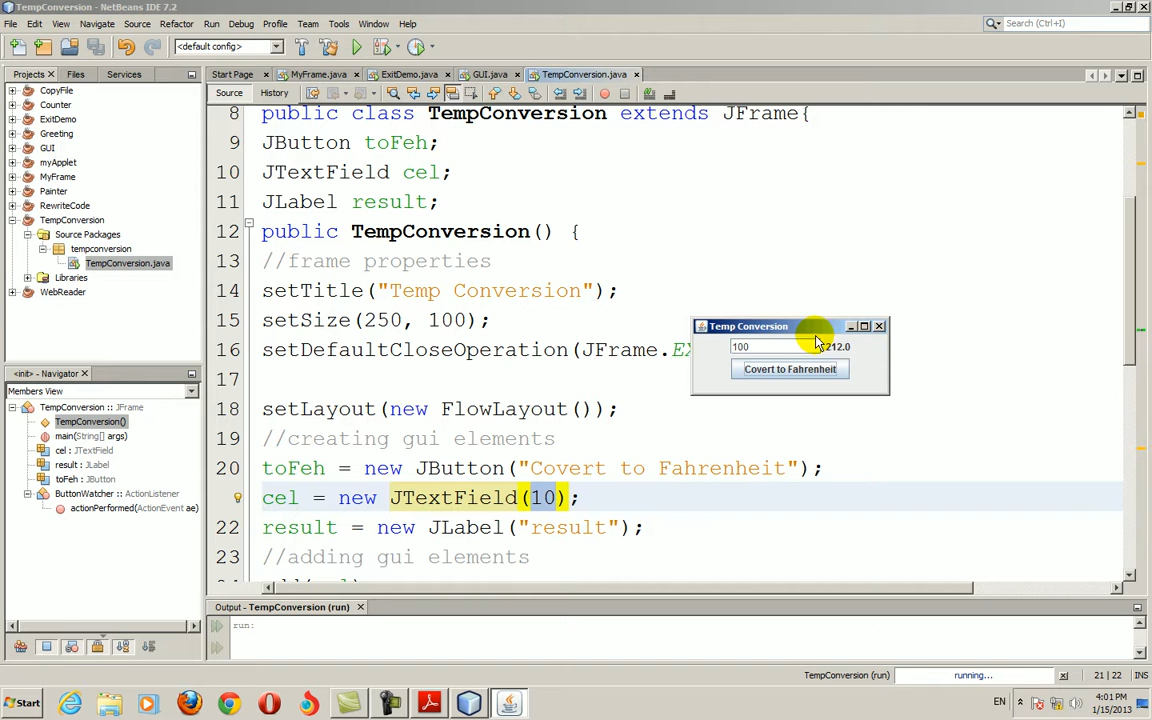 TempConversion - NetBeans IDE 7.2
File Edit View Navigate Source Refactor Run Debug Profile Team Tools Window Help
Search (Ctrl+I)
<default config>
Projects Files Services
Start Page MyFrame.java ExitDemo.java GUI.java TempConversion.java
Source History
CopyFile
Counter
ExitDemo
Greeting
GUI
myApplet
MyFrame
Painter
RewriteCode
TempConversion
Source Packages
tempconversion
TempConversion.java
Libraries
WebReader
8 public class TempConversion extends JFrame{
9 JButton toFeh;
10 JTextField cel;
11 JLabel result;
12 public TempConversion() {
13 //frame properties
14 setTitle("Temp Conversion");
15 setSize(250, 100);
16 setDefaultCloseOperation(JFrame.EX
17
18 setLayout(new FlowLayout());
19 //creating gui elements
20 toFeh = new JButton("Covert to Fahrenheit");
cel = new JTextField(10);
22 result = new JLabel("result");
23 //adding gui elements
Temp Conversion
100 212.0
Covert to Fahrenheit
<init> - Navigator
Members View
TempConversion :: JFrame
TempConversion()
main(String[] args)
cel : JTextField
result : JLabel
toFeh : JButton
ButtonWatcher :: ActionListener
actionPerformed(ActionEvent ae)
Output - TempConversion (run)
run:
TempConversion (run) running... 21 | 22 INS
Start
EN
4:01 PM
1/15/2013